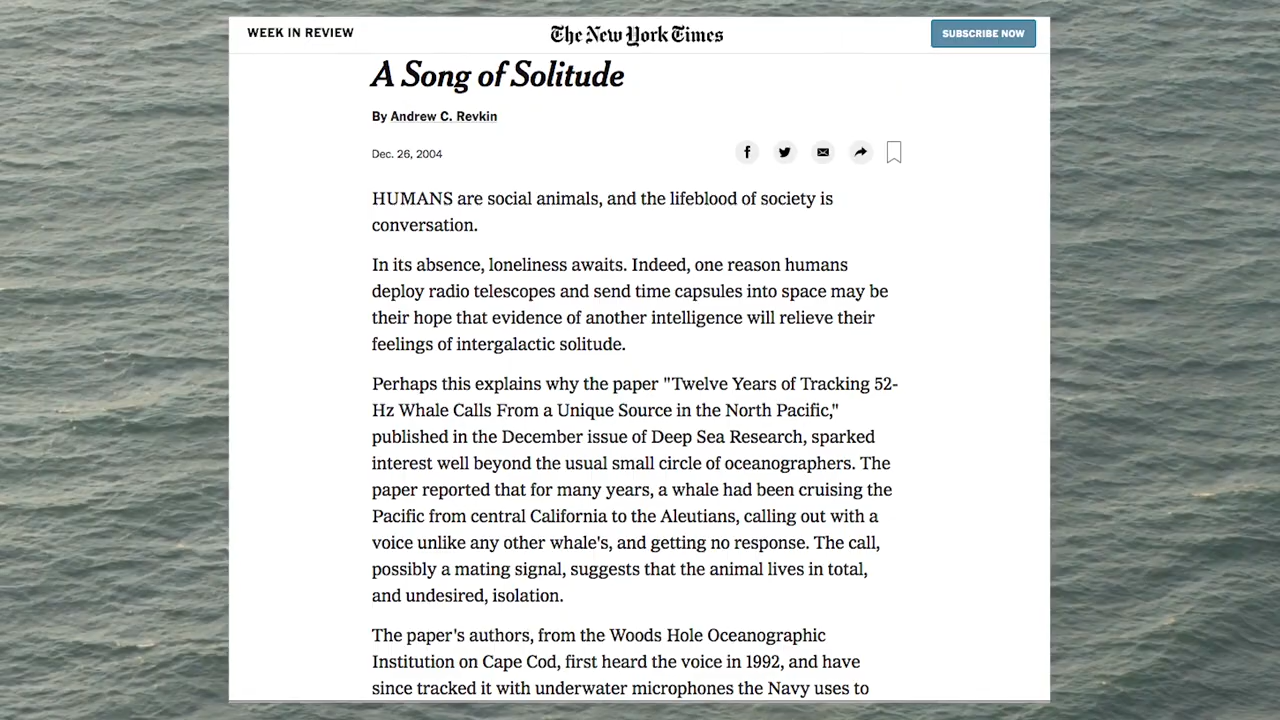 WEEK IN REVIEW
The New York Times
SUBSCRIBE NOW
A Song of Solitude
By Andrew C. Revkin
Dec. 26, 2004
HUMANS are social animals, and the lifeblood of society is
conversation.
In its absence, loneliness awaits. Indeed, one reason humans
deploy radio telescopes and send time capsules into space may be
their hope that evidence of another intelligence will relieve their
feelings of intergalactic solitude.
Perhaps this explains why the paper "Twelve Years of Tracking 52-
Hz Whale Calls From a Unique Source in the North Pacific,"
published in the December issue of Deep Sea Research, sparked
interest well beyond the usual small circle of oceanographers. The
paper reported that for many years, a whale had been cruising the
Pacific from central California to the Aleutians, calling out with a
voice unlike any other whale's, and getting no response. The call,
possibly a mating signal, suggests that the animal lives in total,
and undesired, isolation.
The paper's authors, from the Woods Hole Oceanographic
Institution on Cape Cod, first heard the voice in 1992, and have
since tracked it with underwater microphones the Navy uses to